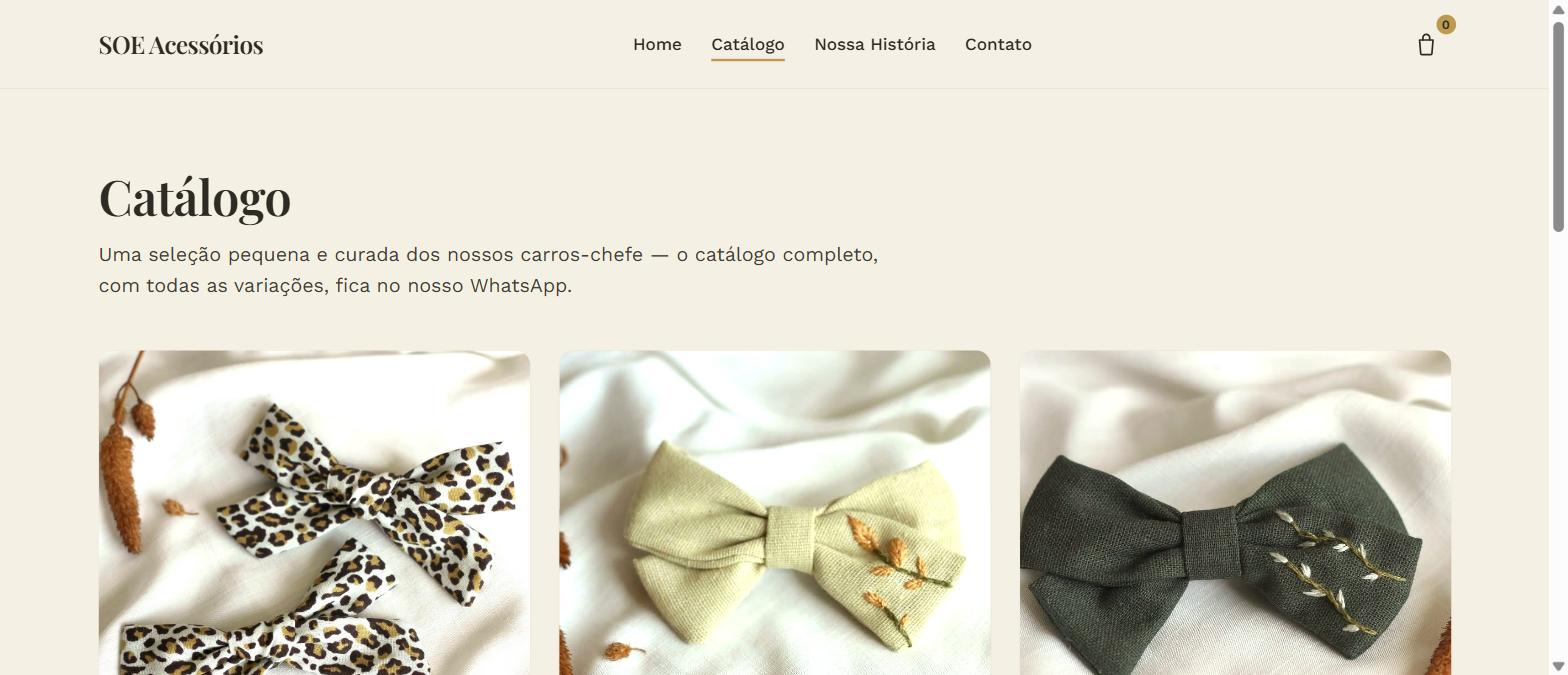 SOE Acessórios
Home
Catálogo
Nossa História
Contato
0
Catálogo
Uma seleção pequena e curada dos nossos carros-chefe — o catálogo completo,
com todas as variações, fica no nosso WhatsApp.